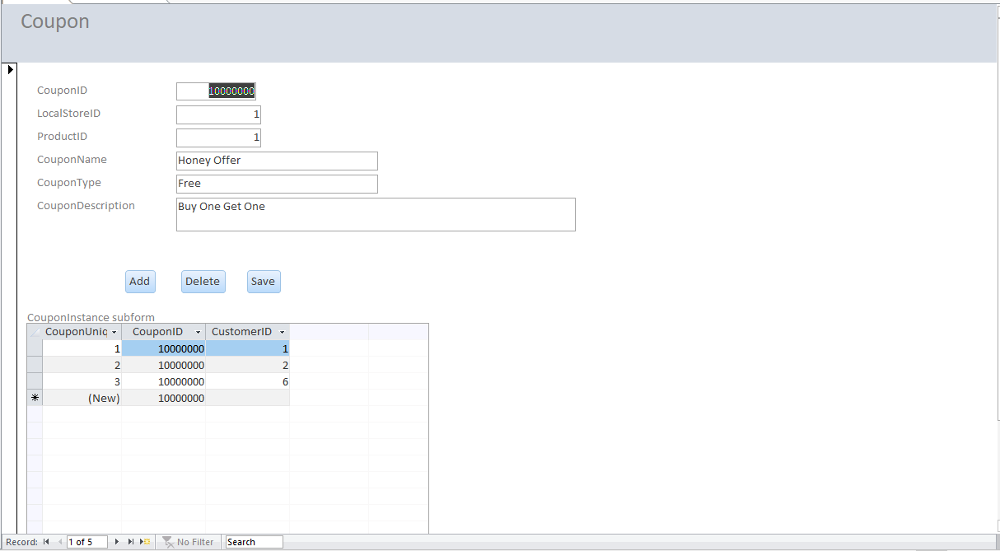 Coupon
CouponID 10000000
LocalStoreID 1
ProductID 1
CouponName Honey Offer
CouponType Free
CouponDescription Buy One Get One
Add Delete Save
CouponInstance subform
CouponUniq CouponID CustomerID
1 10000000 1
2 10000000 2
3 10000000 6
(New) 10000000
Record: 1 of 5 No Filter Search